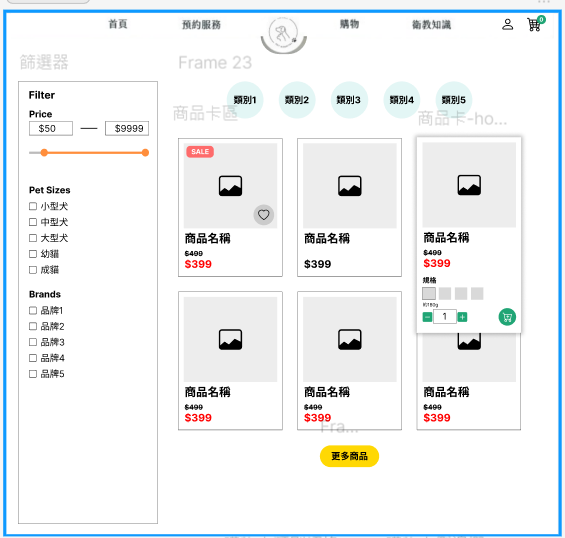 首頁
預約服務
購物
衛教知識
0
篩選器
Frame 23
Filter
Price
$50
$9999
Pet Sizes
小型犬
中型犬
大型犬
幼貓
成貓
Brands
品牌1
品牌2
品牌3
品牌4
品牌5
類別1
類別2
類別3
類別4
類別5
商品卡區
商品卡-ho...
SALE
商品名稱
$499
$399
商品名稱
$399
商品名稱
$499
$399
規格
約180g
1
商品名稱
$499
$399
商品名稱
$499
$399
商品名稱
$499
$399
Fra...
更多商品